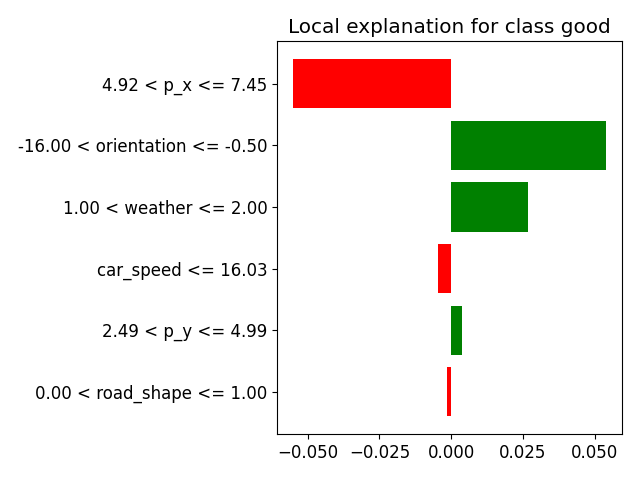 Local explanation for class good
4.92 < p_x <= 7.45
-16.00 < orientation <= -0.50
1.00 < weather <= 2.00
car_speed <= 16.03
2.49 < p_y <= 4.99
0.00 < road_shape <= 1.00
−0.050 −0.025 0.000 0.025 0.050